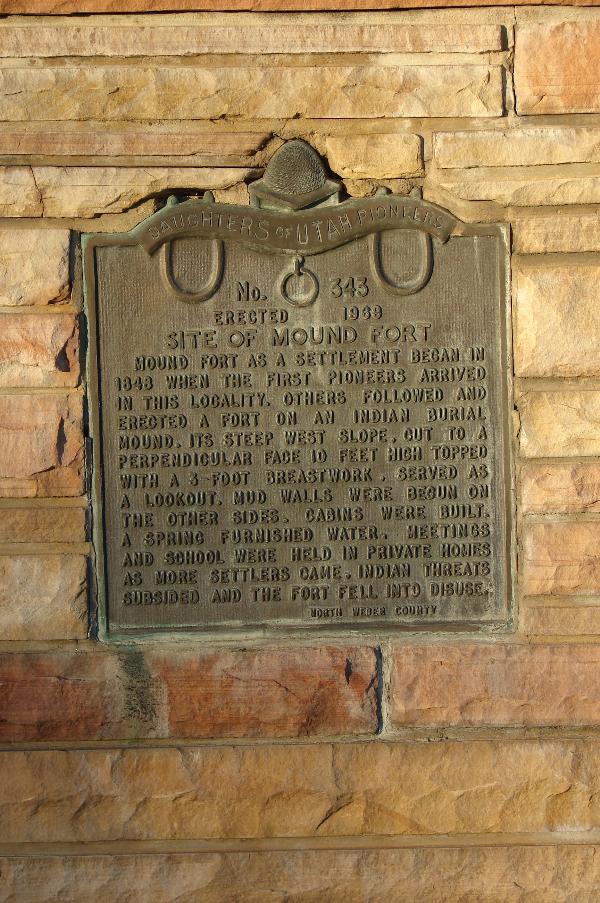 DAUGHTERS OF UTAH PIONEERS
No. 343
ERECTED 1969
SITE OF MOUND FORT
MOUND FORT AS A SETTLEMENT BEGAN IN
1848 WHEN THE FIRST PIONEERS ARRIVED
IN THIS LOCALITY. OTHERS FOLLOWED AND
ERECTED A FORT ON AN INDIAN BURIAL
MOUND. ITS STEEP WEST SLOPE, CUT TO A
PERPENDICULAR FACE 10 FEET HIGH TOPPED
WITH A 3-FOOT BREASTWORK, SERVED AS
A LOOKOUT. MUD WALLS WERE BEGUN ON
THE OTHER SIDES. CABINS WERE BUILT.
A SPRING FURNISHED WATER. MEETINGS
AND SCHOOL WERE HELD IN PRIVATE HOMES
AS MORE SETTLERS CAME. INDIAN THREATS
SUBSIDED AND THE FORT FELL INTO DISUSE.
NORTH WEBER COUNTY